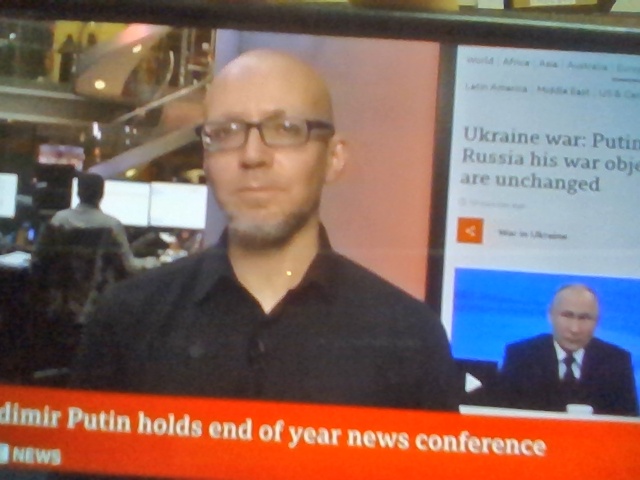 World Africa Asia Australia
Latin America Middle East US &
Ukraine war: Putin
Russia his war obje
are unchanged
War in Ukraine
dimir Putin holds end of year news conference
NEWS